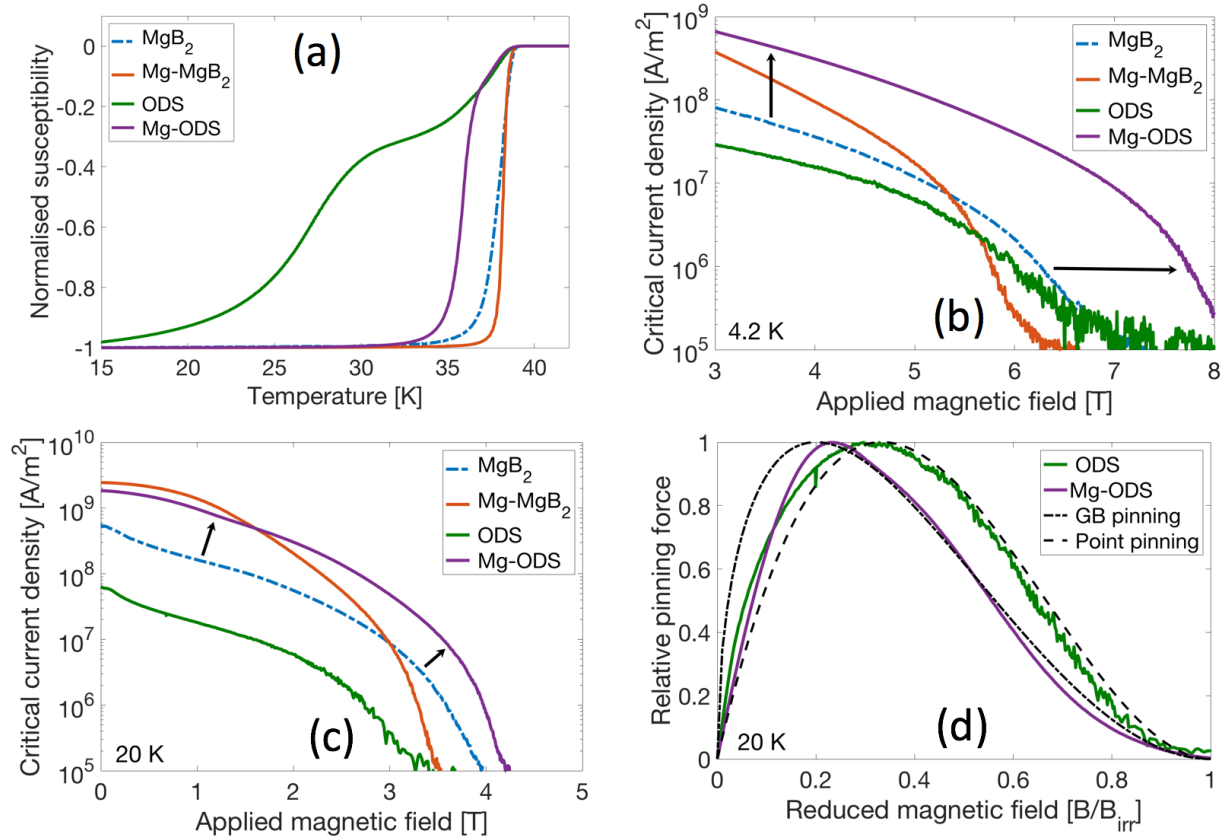 (a)
MgB2
Mg-MgB2
ODS
Mg-ODS
0
-0.2
-0.4
-0.6
-0.8
-1
Normalised susceptibility
15 20 25 30 35 40
Temperature [K]
(b)
MgB2
Mg-MgB2
ODS
Mg-ODS
10^9
10^8
10^7
10^6
10^5
Critical current density [A/m^2]
4.2 K
3 4 5 6 7 8
Applied magnetic field [T]
(c)
MgB2
Mg-MgB2
ODS
Mg-ODS
10^10
10^9
10^8
10^7
10^6
10^5
Critical current density [A/m^2]
20 K
0 1 2 3 4 5
Applied magnetic field [T]
(d)
ODS
Mg-ODS
GB pinning
Point pinning
1
0.8
0.6
0.4
0.2
0
Relative pinning force
20 K
0 0.2 0.4 0.6 0.8 1
Reduced magnetic field [B/Birr]